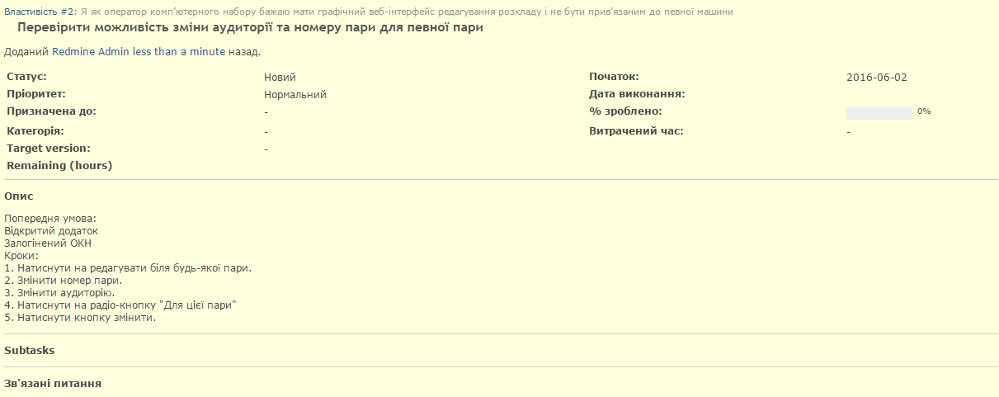 Властивість #2: Я як оператор комп’ютерного набору бажаю мати графічний веб-інтерфейс редагування розкладу і не бути прив’язаним до певної машини
Перевірити можливість зміни аудиторії та номеру пари для певної пари
Доданий Redmine Admin less than a minute назад.
Статус: Новий Початок: 2016-06-02
Пріоритет: Нормальний Дата виконання:
Призначена до: - % зроблено: 0%
Категорія: - Витрачений час: -
Target version: -
Remaining (hours)
Опис
Попередня умова:
Відкритий додаток
Залогінений ОКН
Кроки:
1. Натиснути на редагувати біля будь-якої пари.
2. Змінити номер пари.
3. Змінити аудиторію.
4. Натиснути на радіо-кнопку "Для цієї пари"
5. Натиснути кнопку змінити.
Subtasks
Зв'язані питання